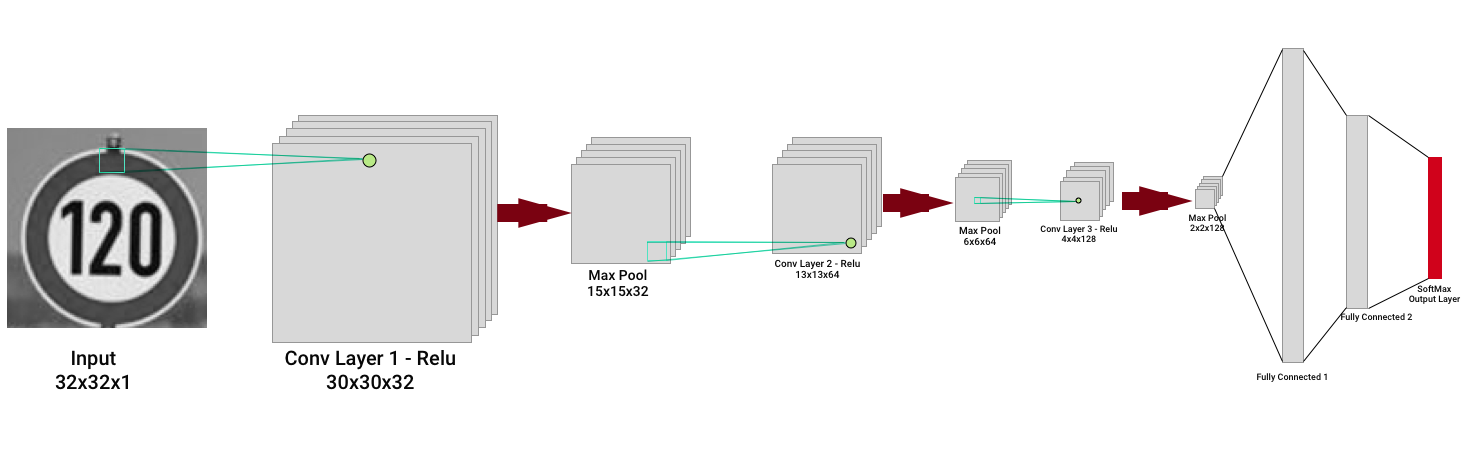 120
Input
32x32x1
Conv Layer 1 - Relu
30x30x32
Max Pool
15x15x32
Conv Layer 2 - Relu
13x13x64
Max Pool
6x6x64
Conv Layer 3 - Relu
4x4x128
Max Pool
2x2x128
Fully Connected 1
Fully Connected 2
SoftMax
Output Layer